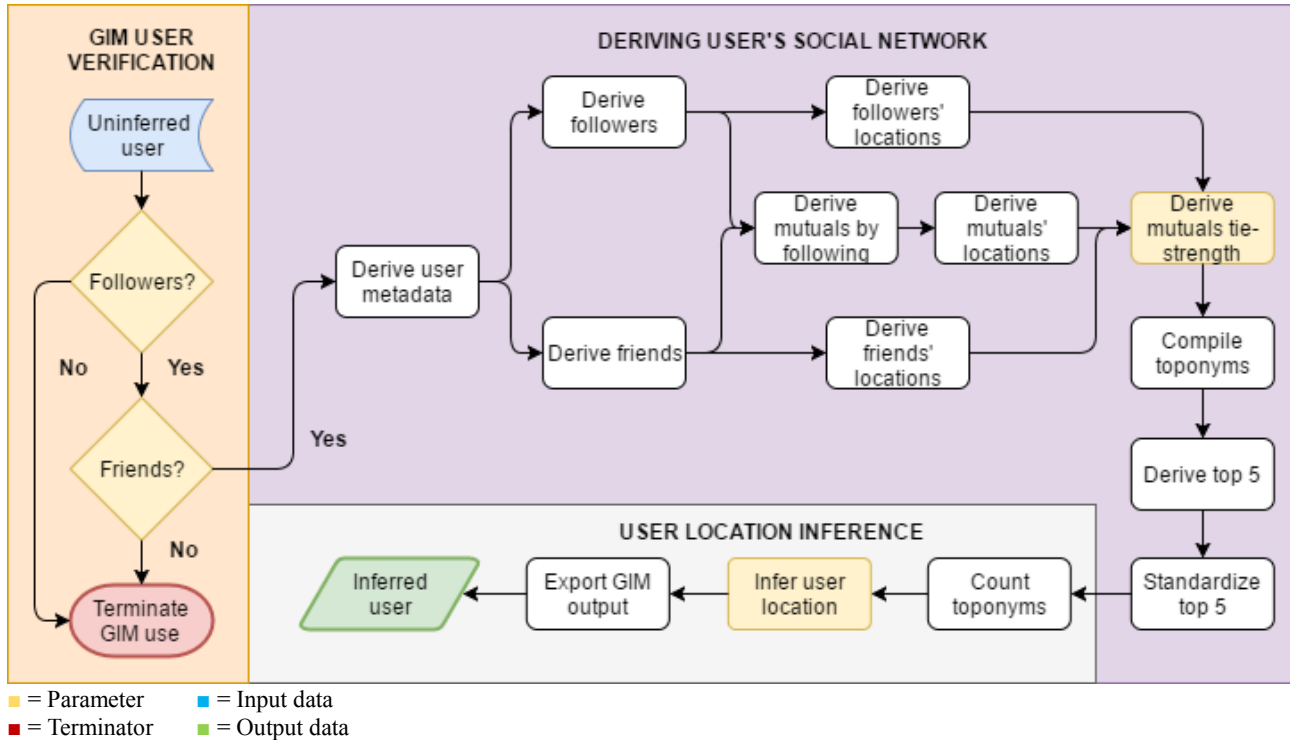 GIM USER
VERIFICATION
Uninferred
user
Followers?
No
Yes
Friends?
Yes
No
Terminate
GIM use
DERIVING USER'S SOCIAL NETWORK
Derive user
metadata
Derive
followers
Derive friends
Derive
followers'
locations
Derive
mutuals by
following
Derive
mutuals'
locations
Derive
friends'
locations
Derive
mutuals tie-
strength
Compile
toponyms
Derive top 5
Standardize
top 5
USER LOCATION INFERENCE
Count
toponyms
Infer user
location
Export GIM
output
Inferred
user
= Parameter
= Input data
= Terminator
= Output data